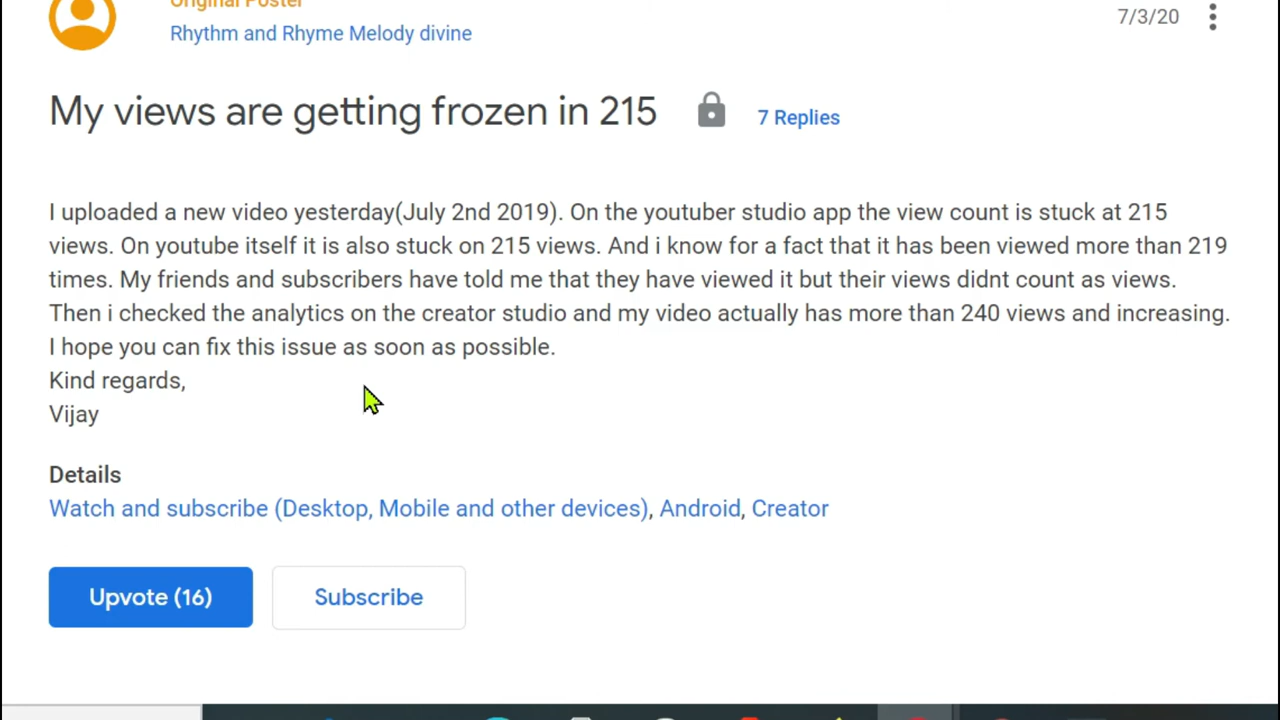 Original Poster
Rhythm and Rhyme Melody divine
7/3/20
My views are getting frozen in 215
7 Replies
I uploaded a new video yesterday(July 2nd 2019). On the youtuber studio app the view count is stuck at 215
views. On youtube itself it is also stuck on 215 views. And i know for a fact that it has been viewed more than 219
times. My friends and subscribers have told me that they have viewed it but their views didnt count as views.
Then i checked the analytics on the creator studio and my video actually has more than 240 views and increasing.
I hope you can fix this issue as soon as possible.
Kind regards,
Vijay
Details
Watch and subscribe (Desktop, Mobile and other devices), Android, Creator
Upvote (16)
Subscribe